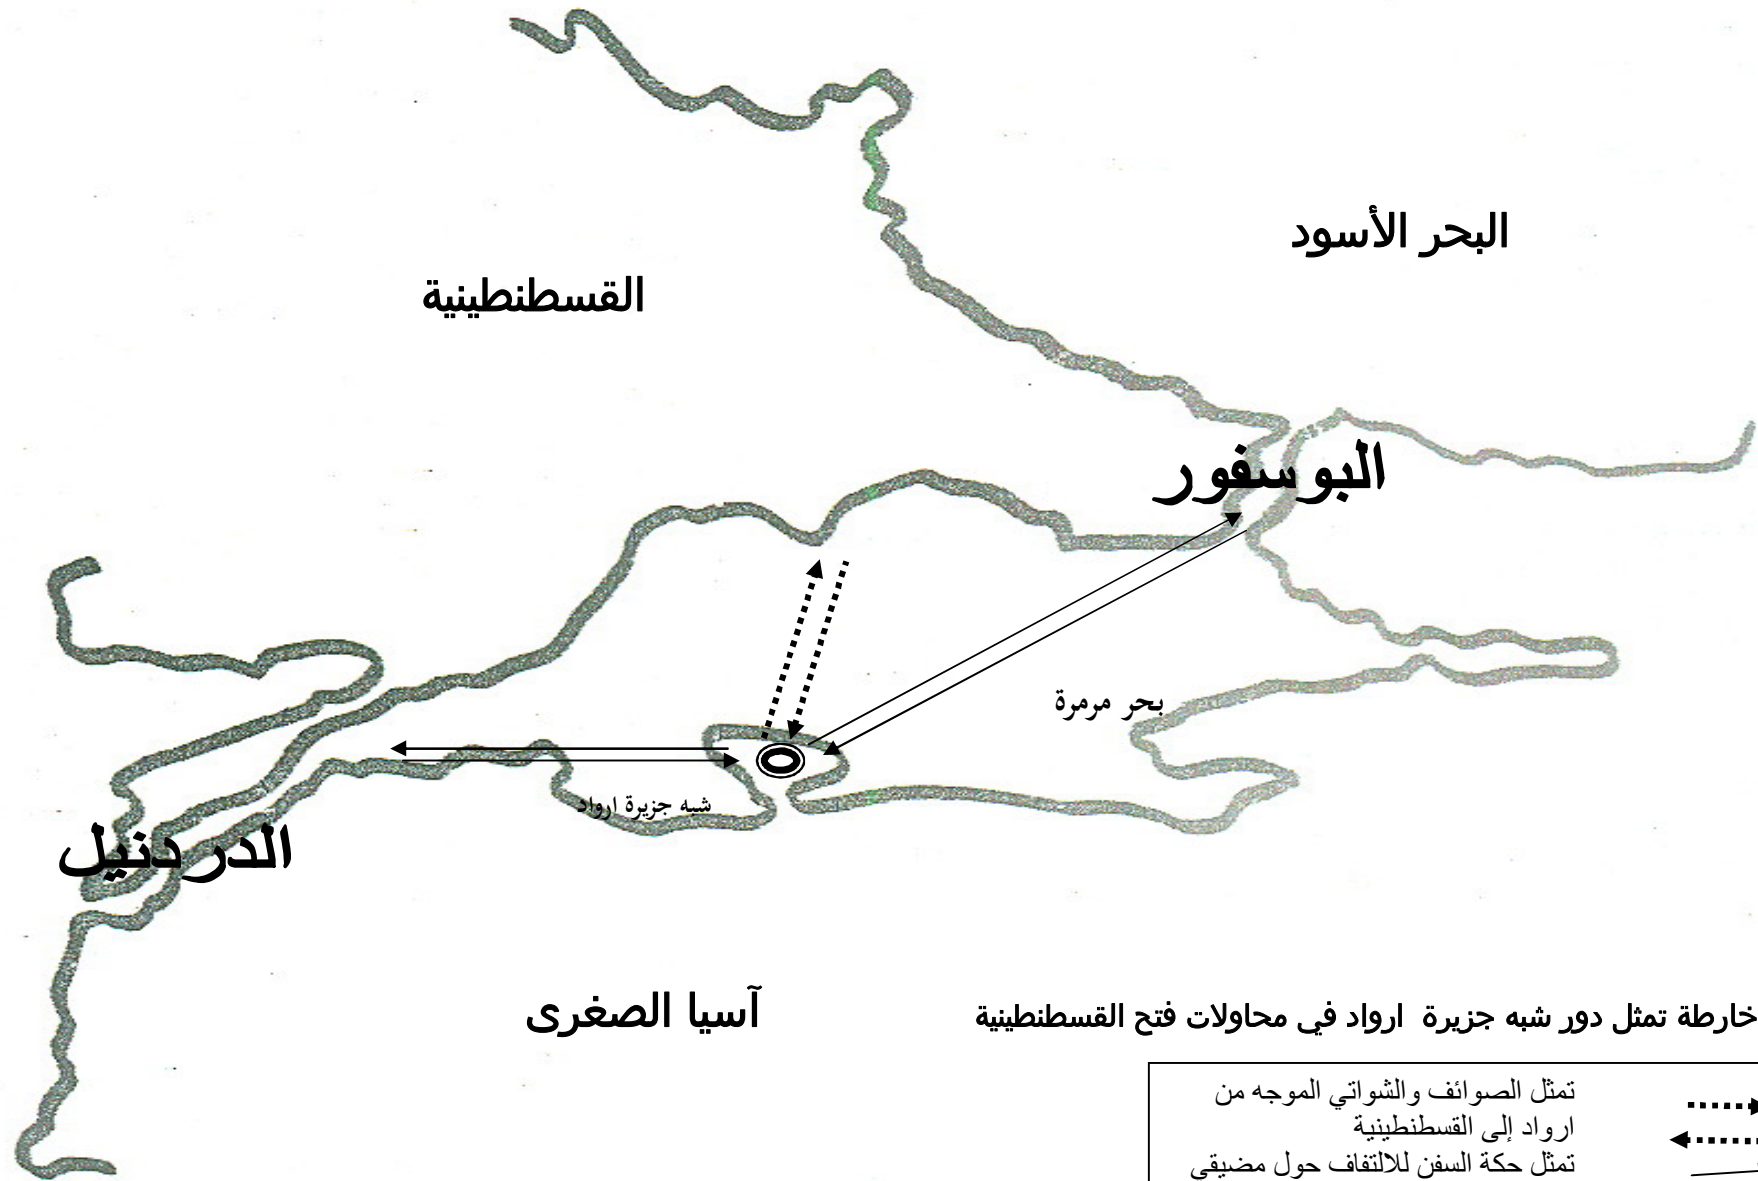 البحر الأسود
القسطنطينية
البوسفور
بحر مرمرة
شبه جزيرة ارواد
الدردنيل
آسيا الصغرى
خارطة تمثل دور شبه جزيرة ارواد في محاولات فتح القسطنطينية
تمثل الصوائف والشواتي الموجه من
ارواد إلى القسطنطينية
تمثل حكة السفن للالتفاف حول مضيقي